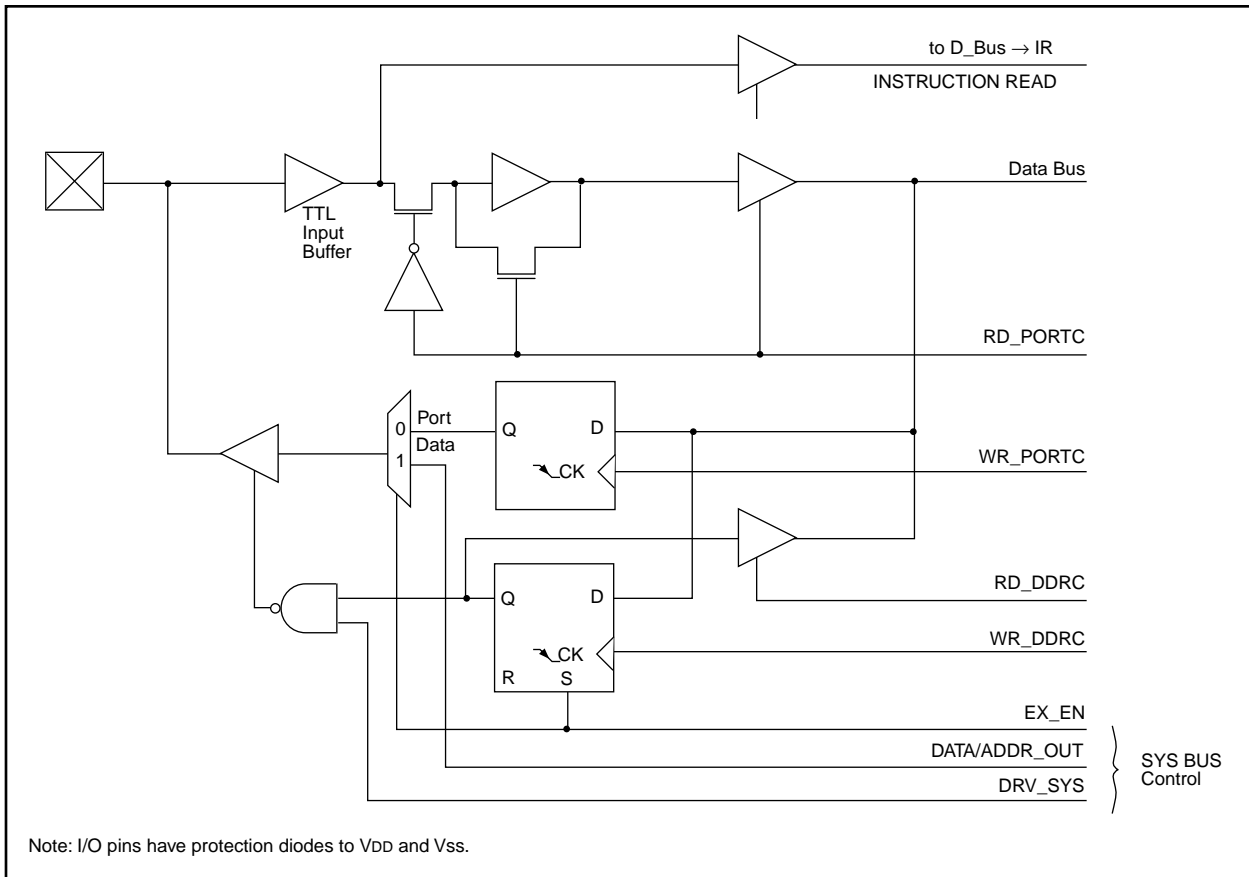 to D_Bus → IR
INSTRUCTION READ
Data Bus
TTL
Input
Buffer
RD_PORTC
0
Port
Q
D
Data
1
CK
WR_PORTC
Q
D
RD_DDRC
CK
WR_DDRC
R
S
EX_EN
DATA/ADDR_OUT
SYS BUS
Control
DRV_SYS
Note: I/O pins have protection diodes to VDD and Vss.